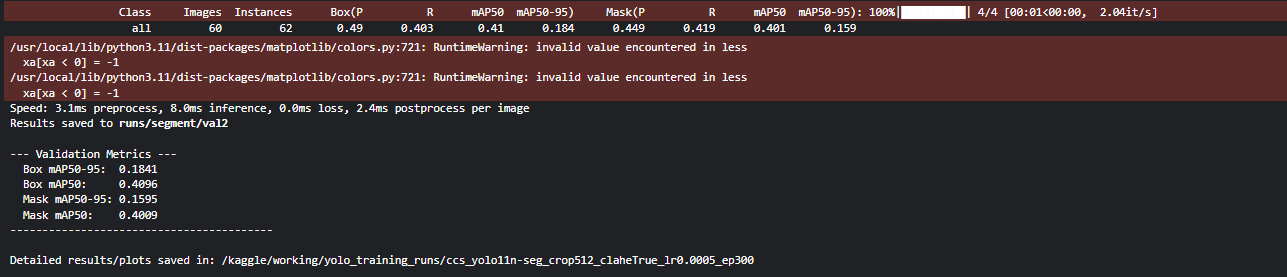 Class Images Instances Box(P R mAP50 mAP50-95) Mask(P R mAP50 mAP50-95): 100%|██████████| 4/4 [00:01<00:00, 2.04it/s]
all 60 62 0.49 0.403 0.41 0.184 0.449 0.419 0.401 0.159
/usr/local/lib/python3.11/dist-packages/matplotlib/colors.py:721: RuntimeWarning: invalid value encountered in less
xa[xa < 0] = -1
/usr/local/lib/python3.11/dist-packages/matplotlib/colors.py:721: RuntimeWarning: invalid value encountered in less
xa[xa < 0] = -1
Speed: 3.1ms preprocess, 8.0ms inference, 0.0ms loss, 2.4ms postprocess per image
Results saved to runs/segment/val2
--- Validation Metrics ---
Box mAP50-95: 0.1841
Box mAP50: 0.4096
Mask mAP50-95: 0.1595
Mask mAP50: 0.4009
----------------------------------------
Detailed results/plots saved in: /kaggle/working/yolo_training_runs/ccs_yolo11n-seg_crop512_claheTrue_lr0.0005_ep300